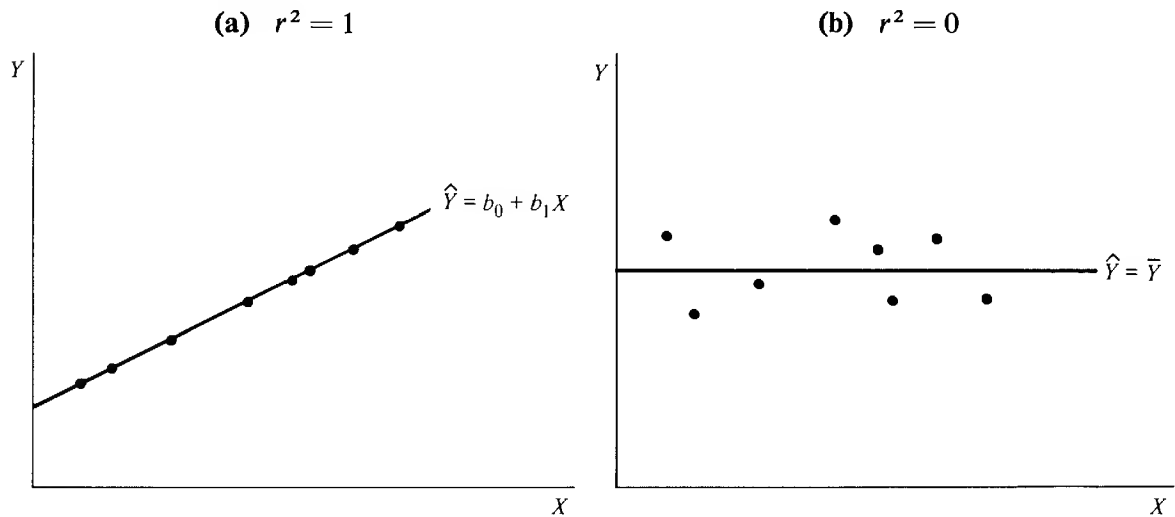 (a) r² = 1
(b) r² = 0
Y
Ŷ = b₀ + b₁X
X
Y
Ŷ = Ȳ
X